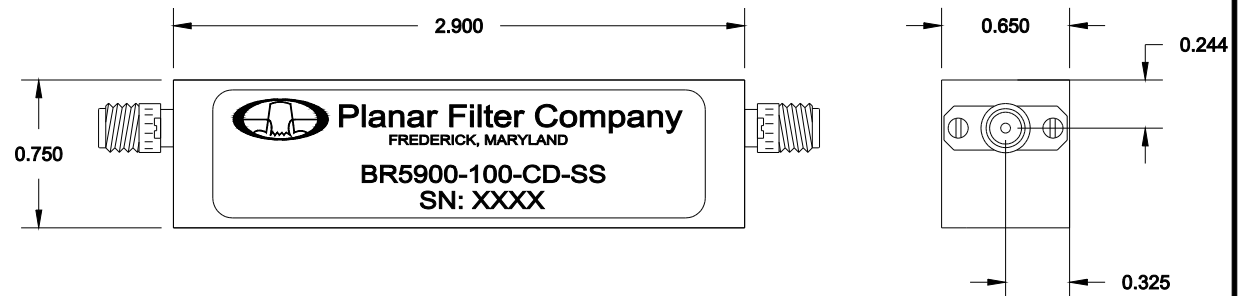 2.900
0.650
0.244
0.750
Planar Filter Company
FREDERICK, MARYLAND
BR5900-100-CD-SS
SN: XXXX
0.325